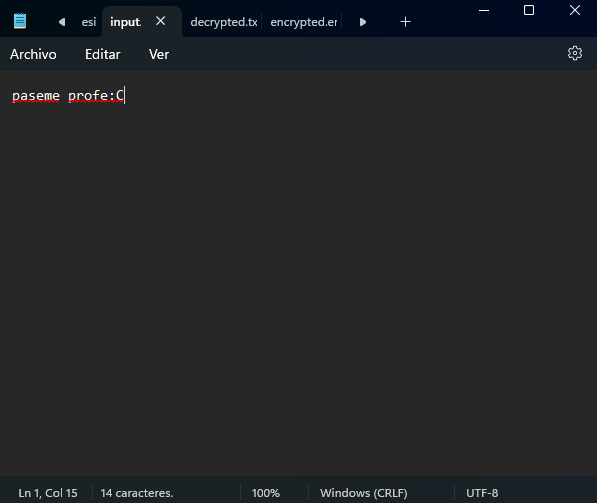 esi input. decrypted.tx encrypted.er
Archivo Editar Ver
paseme profe:C
Ln 1, Col 15 14 caracteres. 100% Windows (CRLF) UTF-8